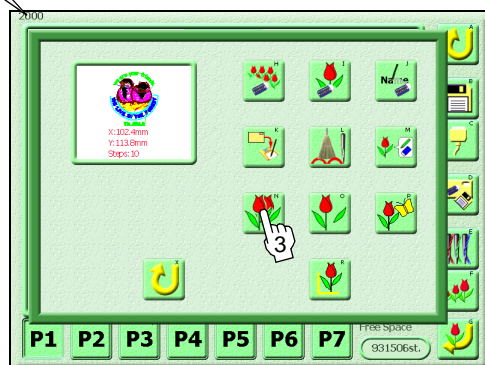 2000
A
H
I
J
Name
B
X:102.4mm
Y:113.8mm
Steps:10
C
K
L
M
N
O
P
3
X
R
P1 P2 P3 P4 P5 P6 P7
Free Space
931506st.
G